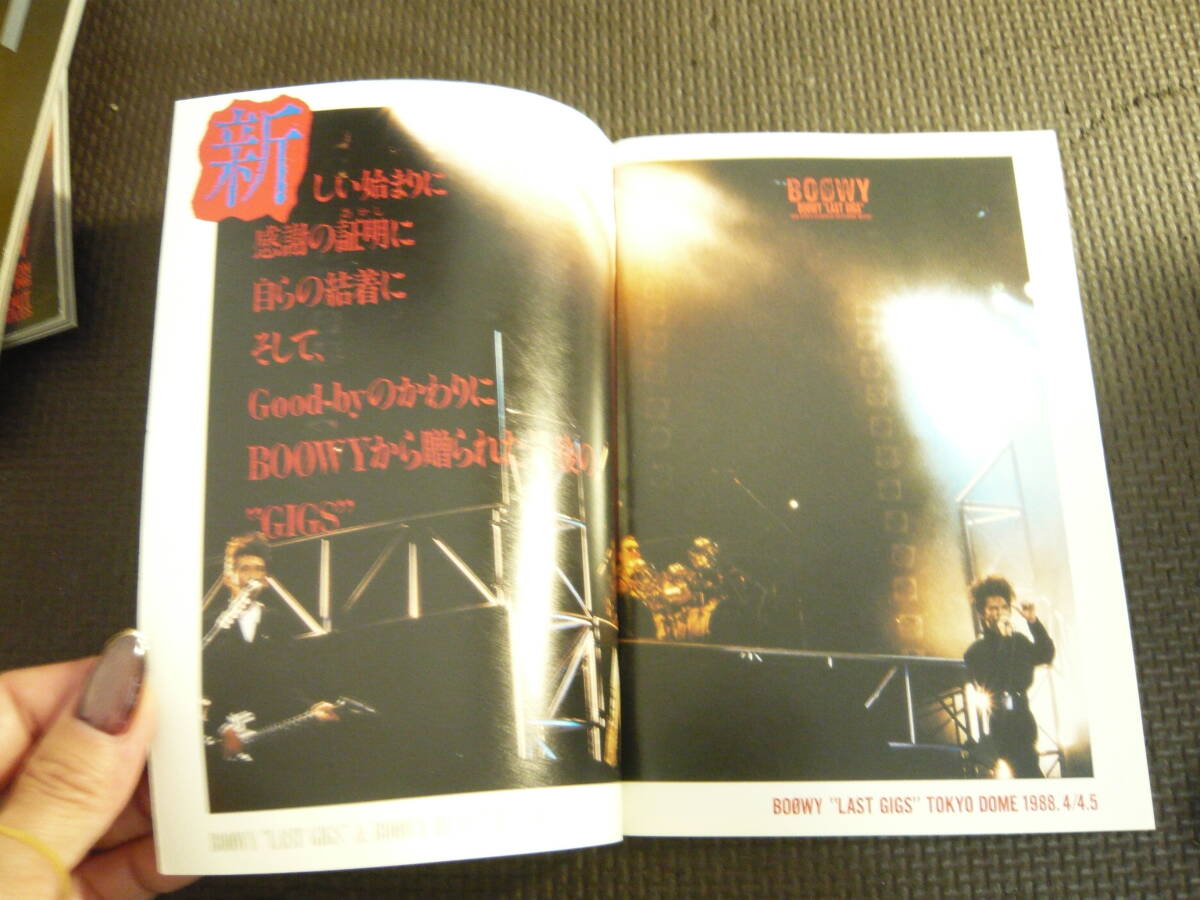 新しい始まりに
感謝の証明に
自らの結着に
そして、
Good-byのかわりに
BOØWYから贈られた
"GIGS"
BOØWY
BOØWY "LAST GIGS"
BOØWY "LAST GIGS" TOKYO DOME 1988. 4/4.5